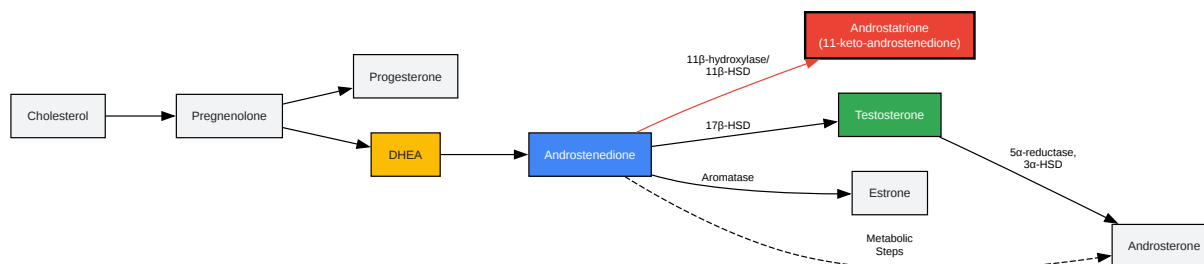 Androstatrione
(11-keto-androstenedione)
11β-hydroxylase/
11β-HSD
Progesterone
Cholesterol
Pregnenolone
Testosterone
17β-HSD
DHEA
Androstenedione
5α-reductase,
3α-HSD
Aromatase
Estrone
Metabolic
Steps
Androsterone